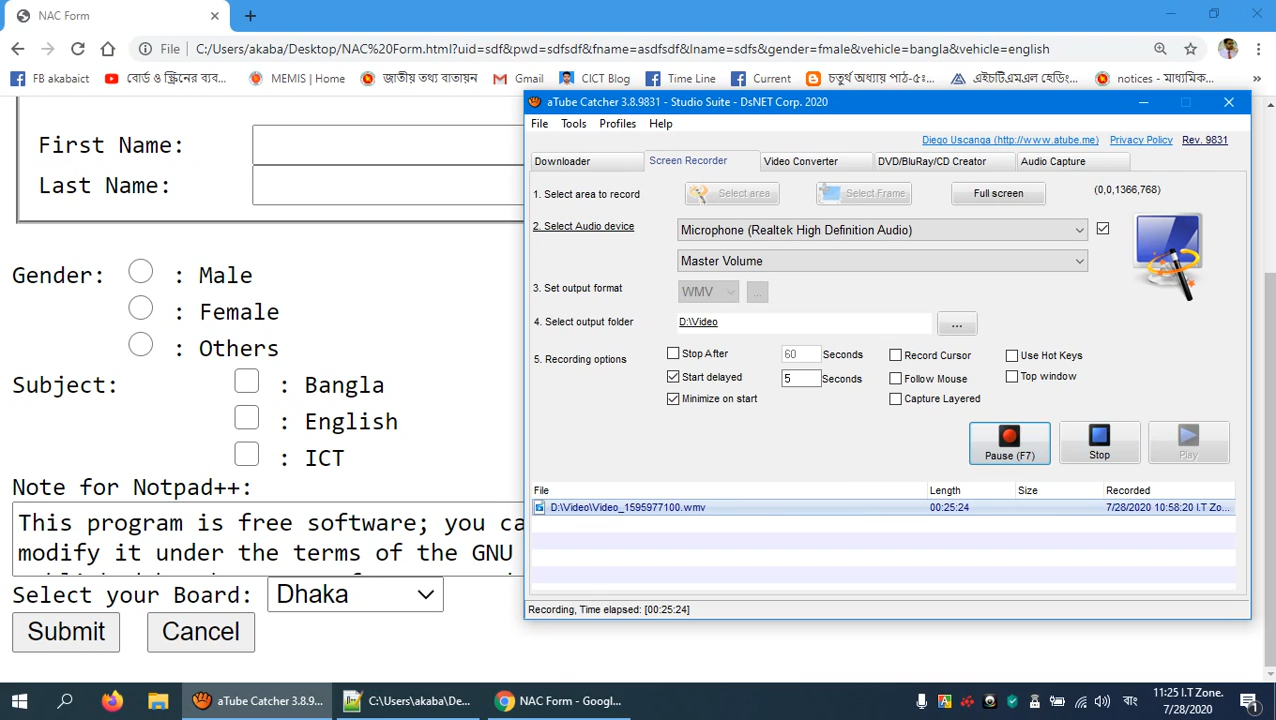 NAC Form
File C:/Users/akaba/Desktop/NAC%20Form.html?uid=sdf&pwd=sdfsdf&fname=asdfsdf&lname=sdfs&gender=fmale&vehicle=bangla&vehicle=english
FB akabaict বোর্ড ও স্ক্রিনের ব্যব... MEMIS | Home জাতীয় তথ্য বাতায়ন Gmail CICT Blog Time Line Current চতুর্থ অধ্যায় পাঠ-৫:... এইচটিএমএল হেডিং... notices - মাধ্যমিক... »
First Name:
Last Name:
Gender: : Male
: Female
: Others
Subject: : Bangla
: English
: ICT
Note for Notpad++:
This program is free software; you ca
modify it under the terms of the GNU
Select your Board: Dhaka
Submit Cancel
aTube Catcher 3.8.9831 - Studio Suite - DsNET Corp. 2020
File Tools Profiles Help
Diego Uscanga (http://www.atube.me) Privacy Policy Rev. 9831
Downloader Screen Recorder Video Converter DVD/BluRay/CD Creator Audio Capture
1. Select area to record Select area Select Frame Full screen (0,0,1366,768)
2. Select Audio device Microphone (Realtek High Definition Audio)
Master Volume
3. Set output format WMV ...
4. Select output folder D:\Video ...
5. Recording options Stop After 60 Seconds Record Cursor Use Hot Keys
Start delayed 5 Seconds Follow Mouse Top window
Minimize on start Capture Layered
Pause (F7) Stop Play
File Length Size Recorded
D:\Video\Video_1595977100.wmv 00:25:24 7/28/2020 10:58:20 I.T Zo...
Recording, Time elapsed: [00:25:24]
aTube Catcher 3.8.9... C:\Users\akaba\De... NAC Form - Googl... বাং 11:25 I.T Zone.
7/28/2020 1